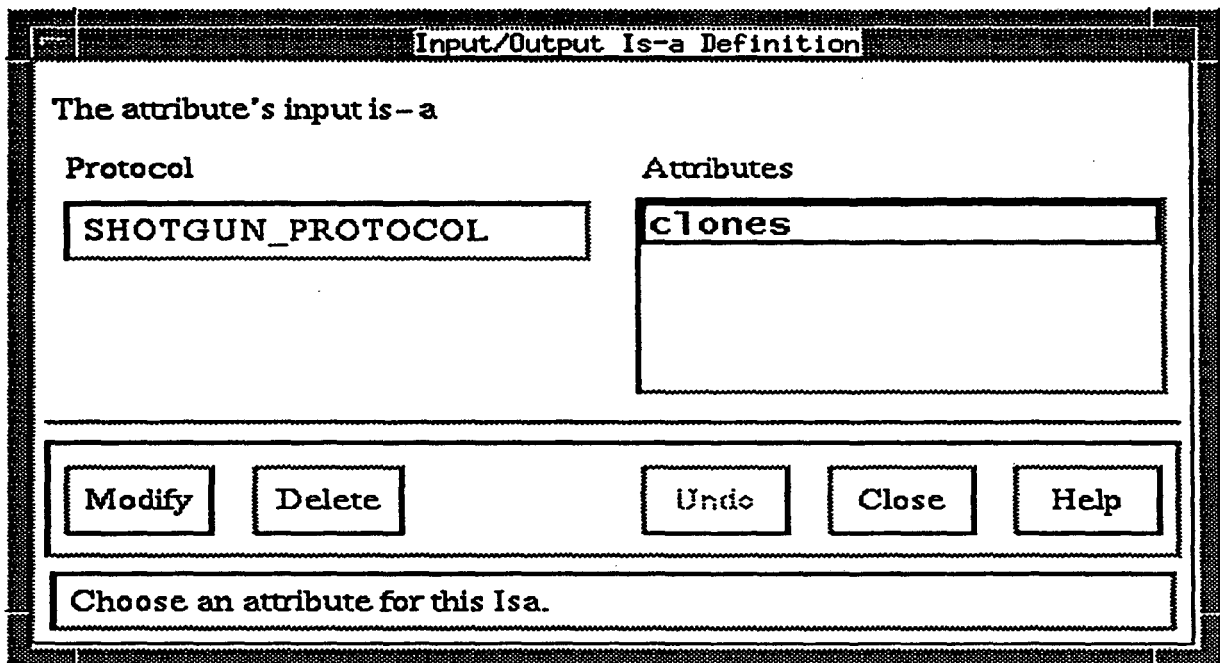 Input/Output Is-a Definition
The attribute's input is-a
Protocol
Attributes
SHOTGUN_PROTOCOL
clones
Modify
Delete
Undo
Close
Help
Choose an attribute for this Isa.